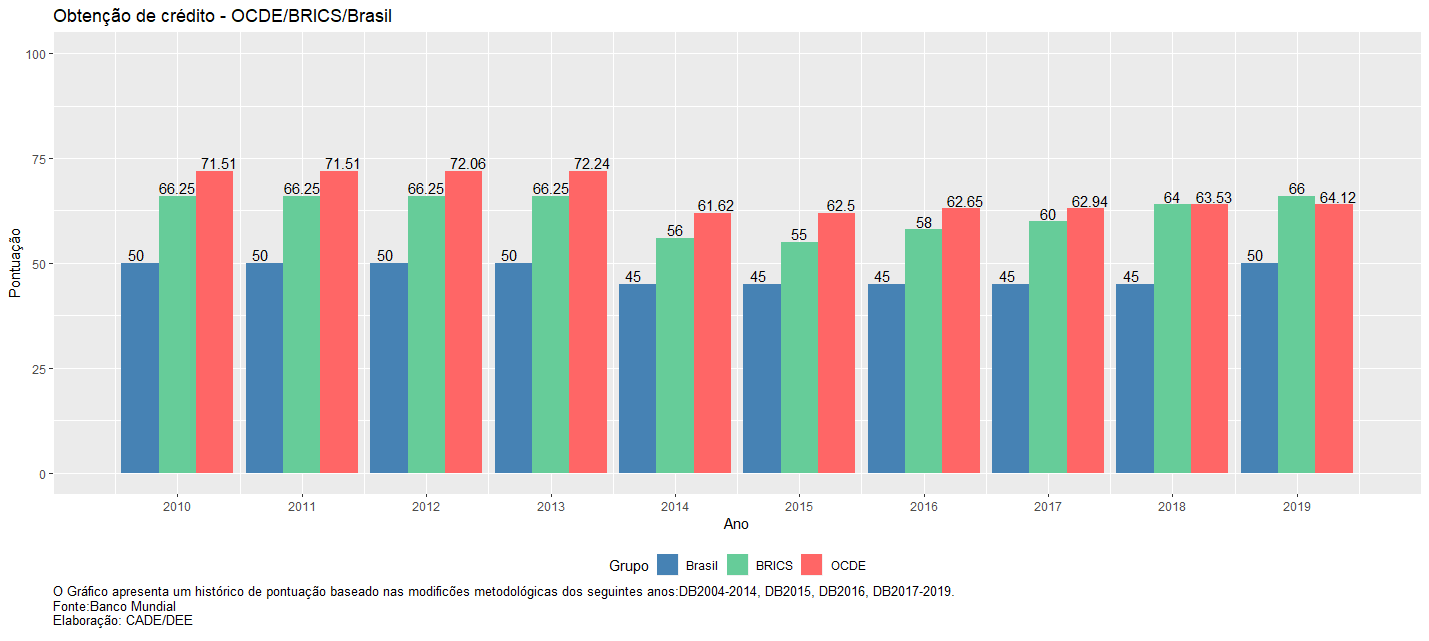 Obtenção de crédito - OCDE/BRICS/Brasil
100
75
50
25
0
Pontuação
50 66.25 71.51
50 66.25 71.51
50 66.25 72.06
50 66.25 72.24
45 56 61.62
45 55 62.5
45 58 62.65
45 60 62.94
45 64 63.53
50 66 64.12
2010 2011 2012 2013 2014 2015 2016 2017 2018 2019
Ano
Grupo Brasil BRICS OCDE
O Gráfico apresenta um histórico de pontuação baseado nas modificões metodológicas dos seguintes anos:DB2004-2014, DB2015, DB2016, DB2017-2019.
Fonte:Banco Mundial
Elaboração: CADE/DEE